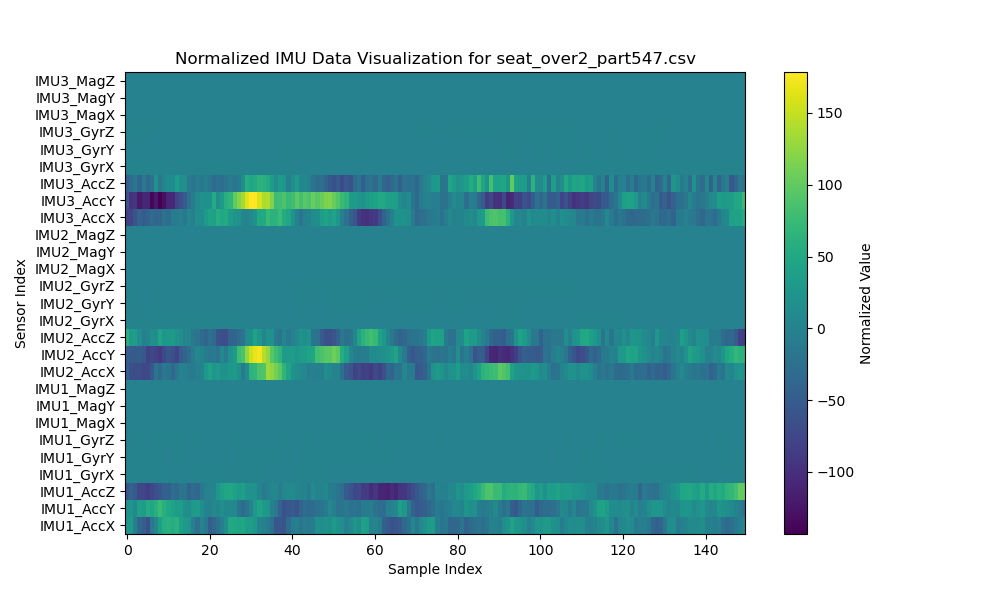 Normalized IMU Data Visualization for seat_over2_part547.csv
IMU3_MagZ
IMU3_MagY
IMU3_MagX
IMU3_GyrZ
IMU3_GyrY
IMU3_GyrX
IMU3_AccZ
IMU3_AccY
IMU3_AccX
IMU2_MagZ
IMU2_MagY
IMU2_MagX
IMU2_GyrZ
IMU2_GyrY
IMU2_GyrX
IMU2_AccZ
IMU2_AccY
IMU2_AccX
IMU1_MagZ
IMU1_MagY
IMU1_MagX
IMU1_GyrZ
IMU1_GyrY
IMU1_GyrX
IMU1_AccZ
IMU1_AccY
IMU1_AccX
Sensor Index
0 20 40 60 80 100 120 140
Sample Index
150
100
50
0
−50
−100
Normalized Value